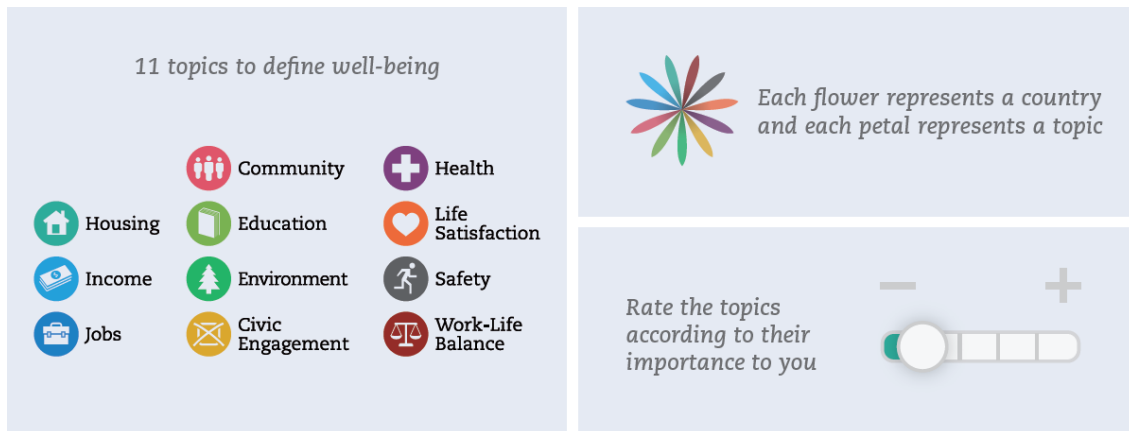 11 topics to define well-being
Housing
Income
Jobs
Community
Education
Environment
Civic
Engagement
Health
Life
Satisfaction
Safety
Work-Life
Balance
Each flower represents a country
and each petal represents a topic
Rate the topics
according to their
importance to you